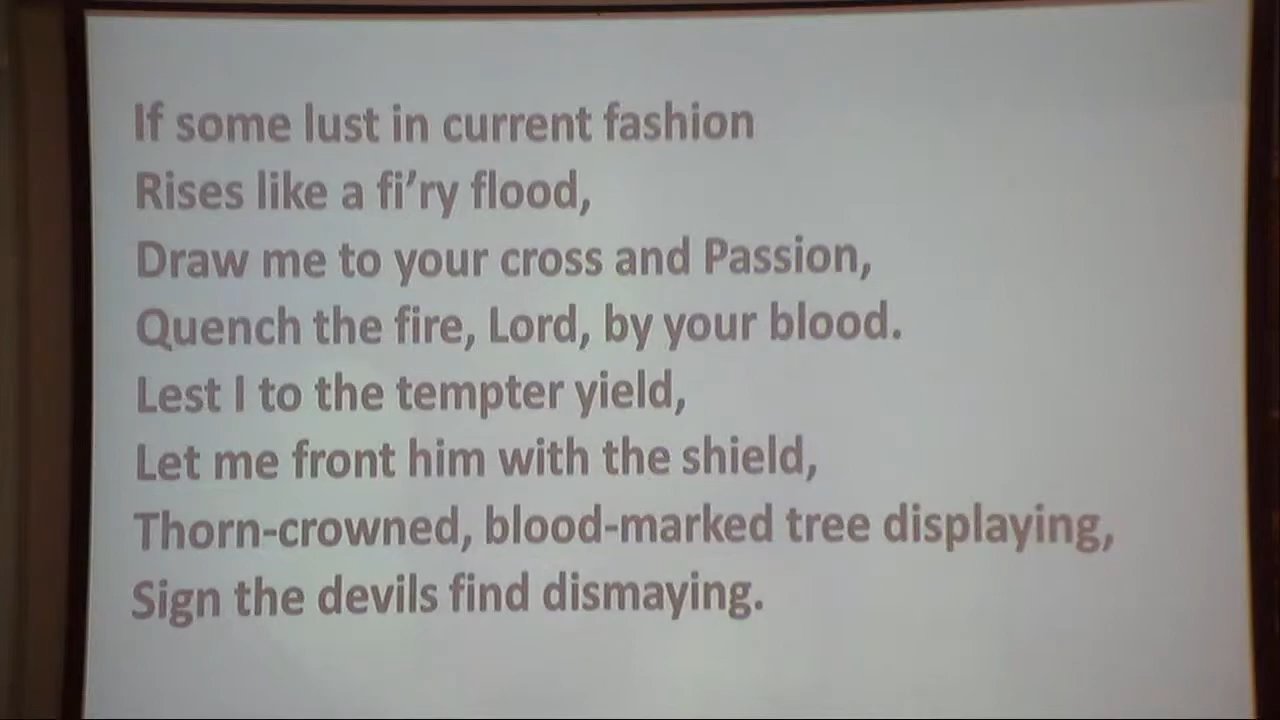 If some lust in current fashion
Rises like a fi’ry flood,
Draw me to your cross and Passion,
Quench the fire, Lord, by your blood.
Lest I to the tempter yield,
Let me front him with the shield,
Thorn-crowned, blood-marked tree displaying,
Sign the devils find dismaying.